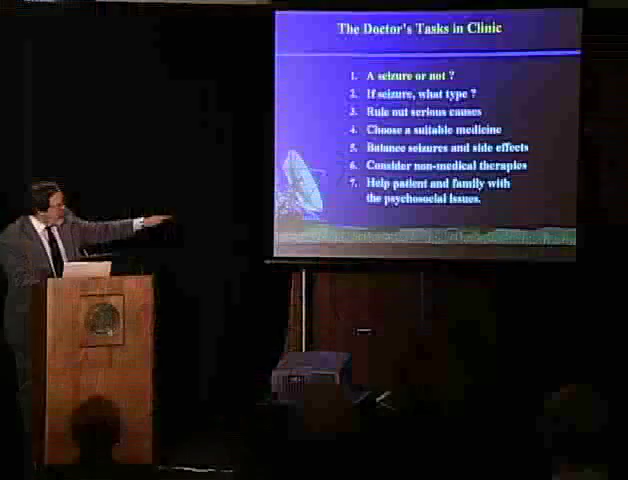 The Doctor's Tasks in Clinic
1. A seizure or not ?
2. If seizure, what type ?
3. Rule out serious causes
4. Choose a suitable medicine
5. Balance seizures and side effects
6. Consider non-medical therapies
7. Help patient and family with
the psychosocial issues.